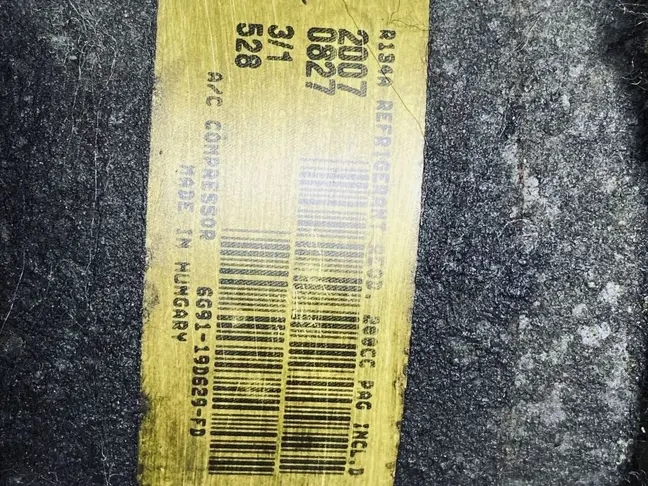 R134A REFRIGERANT REQD. 200CC PAG INCL.D
2007
0827
3/1
528
A/C COMPRESSOR 6G91-19D629-FD
MADE IN HUNGARY